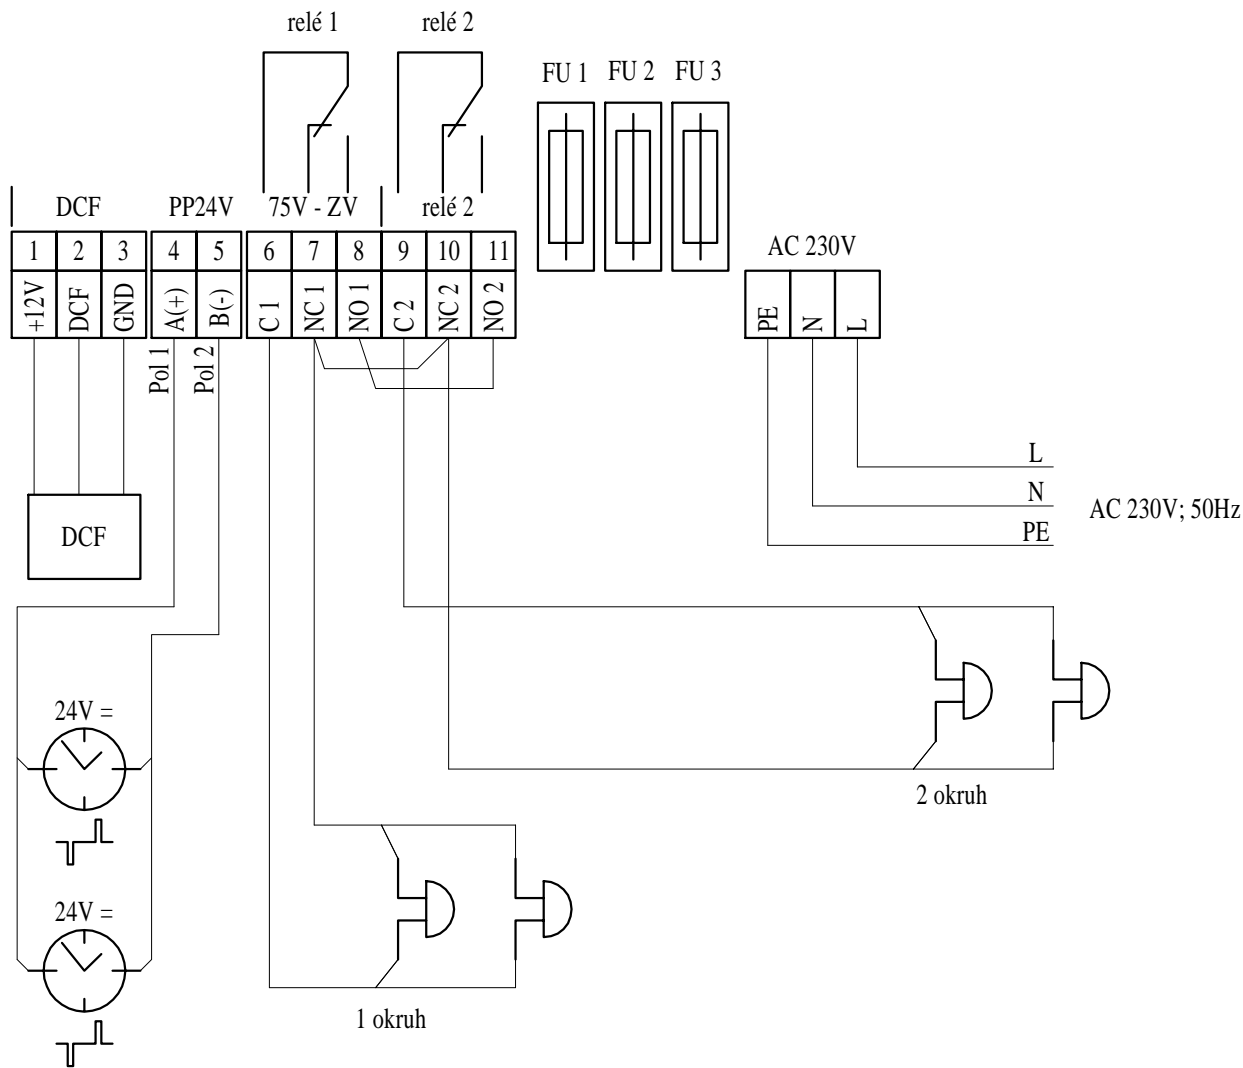 relé 1
relé 2
FU 1
FU 2
FU 3
DCF
PP24V
75V - ZV
relé 2
1
2
3
4
5
6
7
8
9
10
11
+12V
DCF
GND
A(+)
B(-)
C 1
NC 1
NO 1
C 2
NC 2
NO 2
AC 230V
PE
N
L
Pol 1
Pol 2
L
N
PE
AC 230V; 50Hz
DCF
24V =
2 okruh
24V =
1 okruh